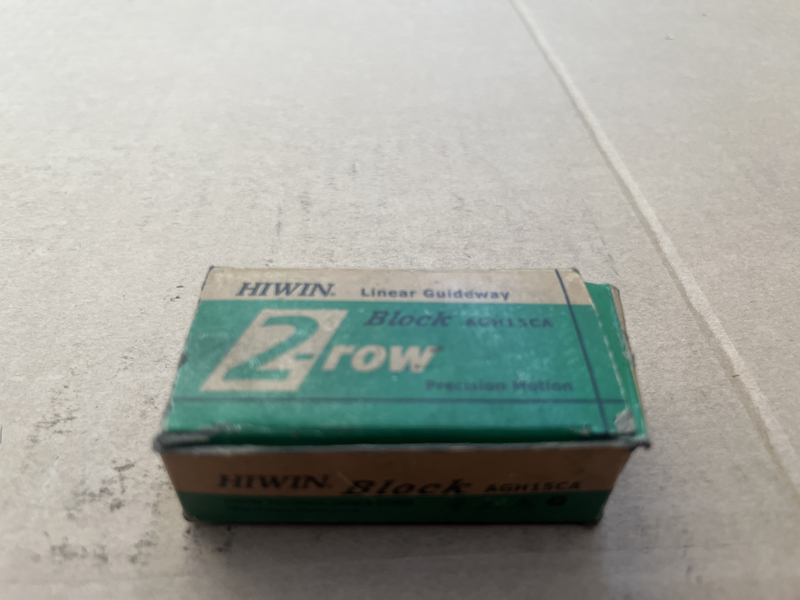 HIWIN. Linear Guideway
Block AGH15CA
2-row
Precision Motion
HIWIN. Block AGH15CA